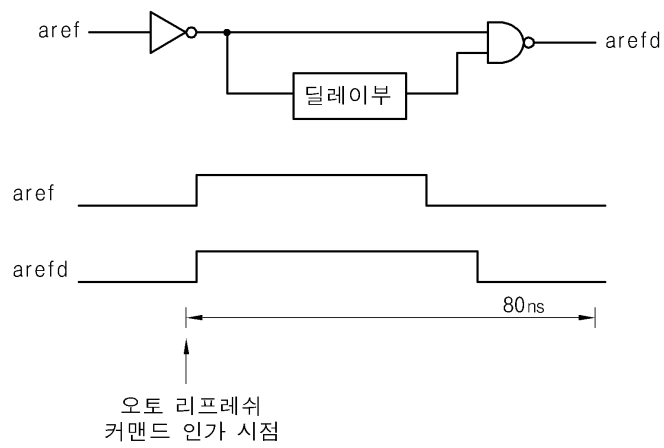 aref
arefd
딜레이부
aref
arefd
80ns
오토 리프레쉬
커맨드 인가 시점